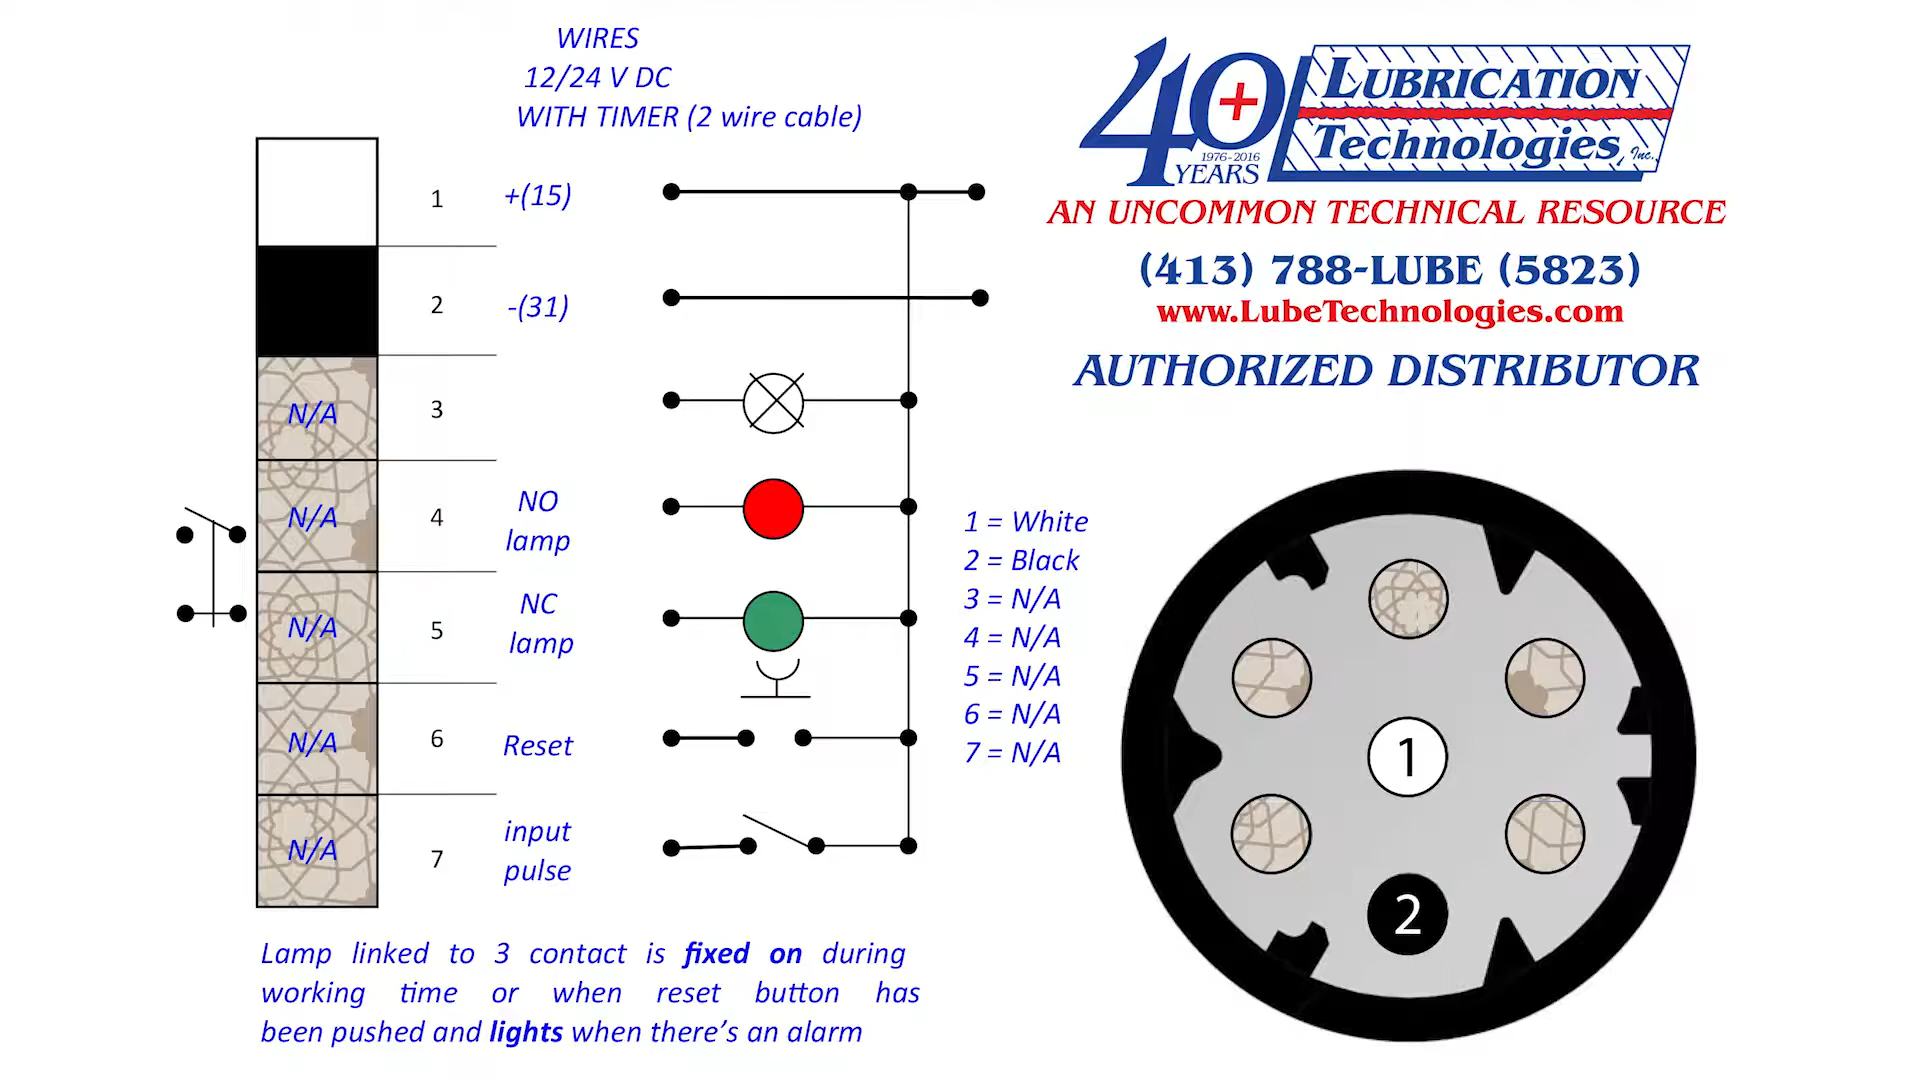 WIRES
12/24 V DC
WITH TIMER (2 wire cable)
40+
1976-2016
YEARS
LUBRICATION
Technologies, Inc.
AN UNCOMMON TECHNICAL RESOURCE
(413) 788-LUBE (5823)
www.LubeTechnologies.com
AUTHORIZED DISTRIBUTOR
1 +(15)
2 -(31)
N/A 3
N/A 4 NO
lamp
N/A 5 NC
lamp
N/A 6 Reset
N/A 7 input
pulse
1 = White
2 = Black
3 = N/A
4 = N/A
5 = N/A
6 = N/A
7 = N/A
1
2
Lamp linked to 3 contact is fixed on during
working time or when reset button has
been pushed and lights when there's an alarm